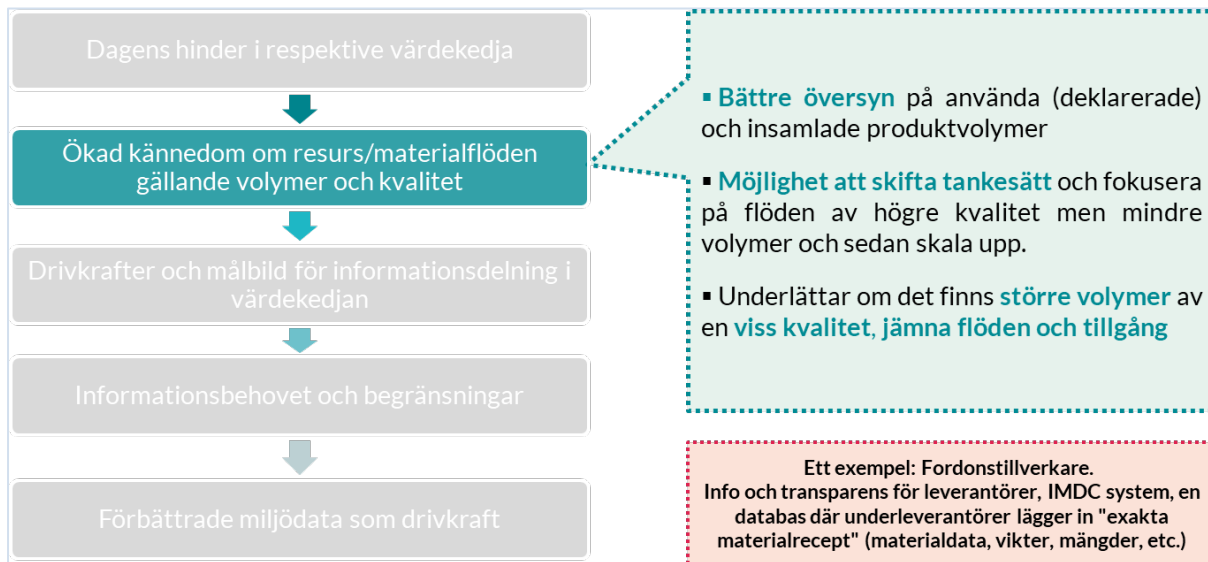 Dagens hinder i respektive värdekedja
Ökad kännedom om resurs/materialflöden
gällande volymer och kvalitet
Drivkrafter och målbild för informationsdelning i
värdekedjan
Informationsbehovet och begränsningar
Förbättrade miljödata som drivkraft
▪ Bättre översyn på använda (deklarerade)
och insamlade produktvolymer
▪ Möjlighet att skifta tankesätt och fokusera
på flöden av högre kvalitet men mindre
volymer och sedan skala upp.
▪ Underlättar om det finns större volymer av
en viss kvalitet, jämna flöden och tillgång
Ett exempel: Fordonstillverkare.
Info och transparens för leverantörer, IMDC system, en
databas där underleverantörer lägger in "exakta
materialrecept" (materialdata, vikter, mängder, etc.)